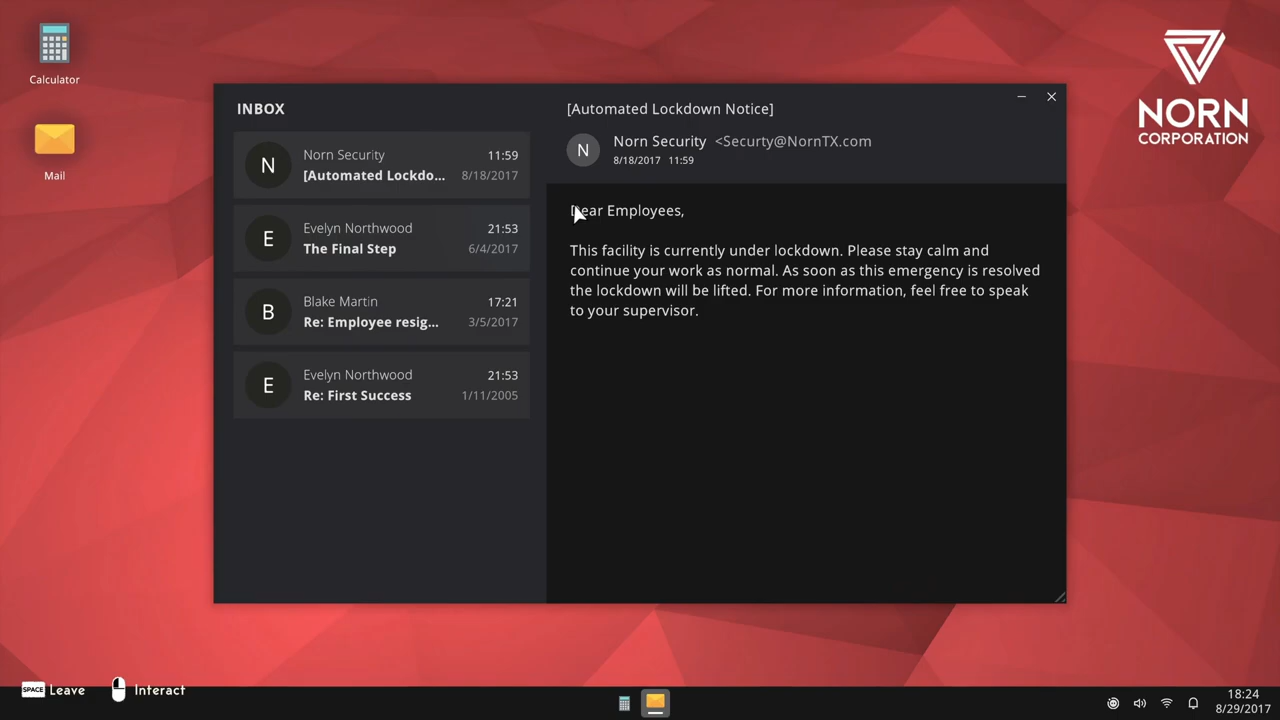 Calculator
Mail
NORN
CORPORATION
INBOX
Norn Security 11:59
[Automated Lockdo... 8/18/2017
Evelyn Northwood 21:53
The Final Step 6/4/2017
Blake Martin 17:21
Re: Employee resig... 3/5/2017
Evelyn Northwood 21:53
Re: First Success 1/11/2005
[Automated Lockdown Notice]
Norn Security <Securty@NornTX.com
8/18/2017 11:59
Dear Employees,
This facility is currently under lockdown. Please stay calm and
continue your work as normal. As soon as this emergency is resolved
the lockdown will be lifted. For more information, feel free to speak
to your supervisor.
N
E
B
E
N
SPACE Leave Interact
18:24
8/29/2017